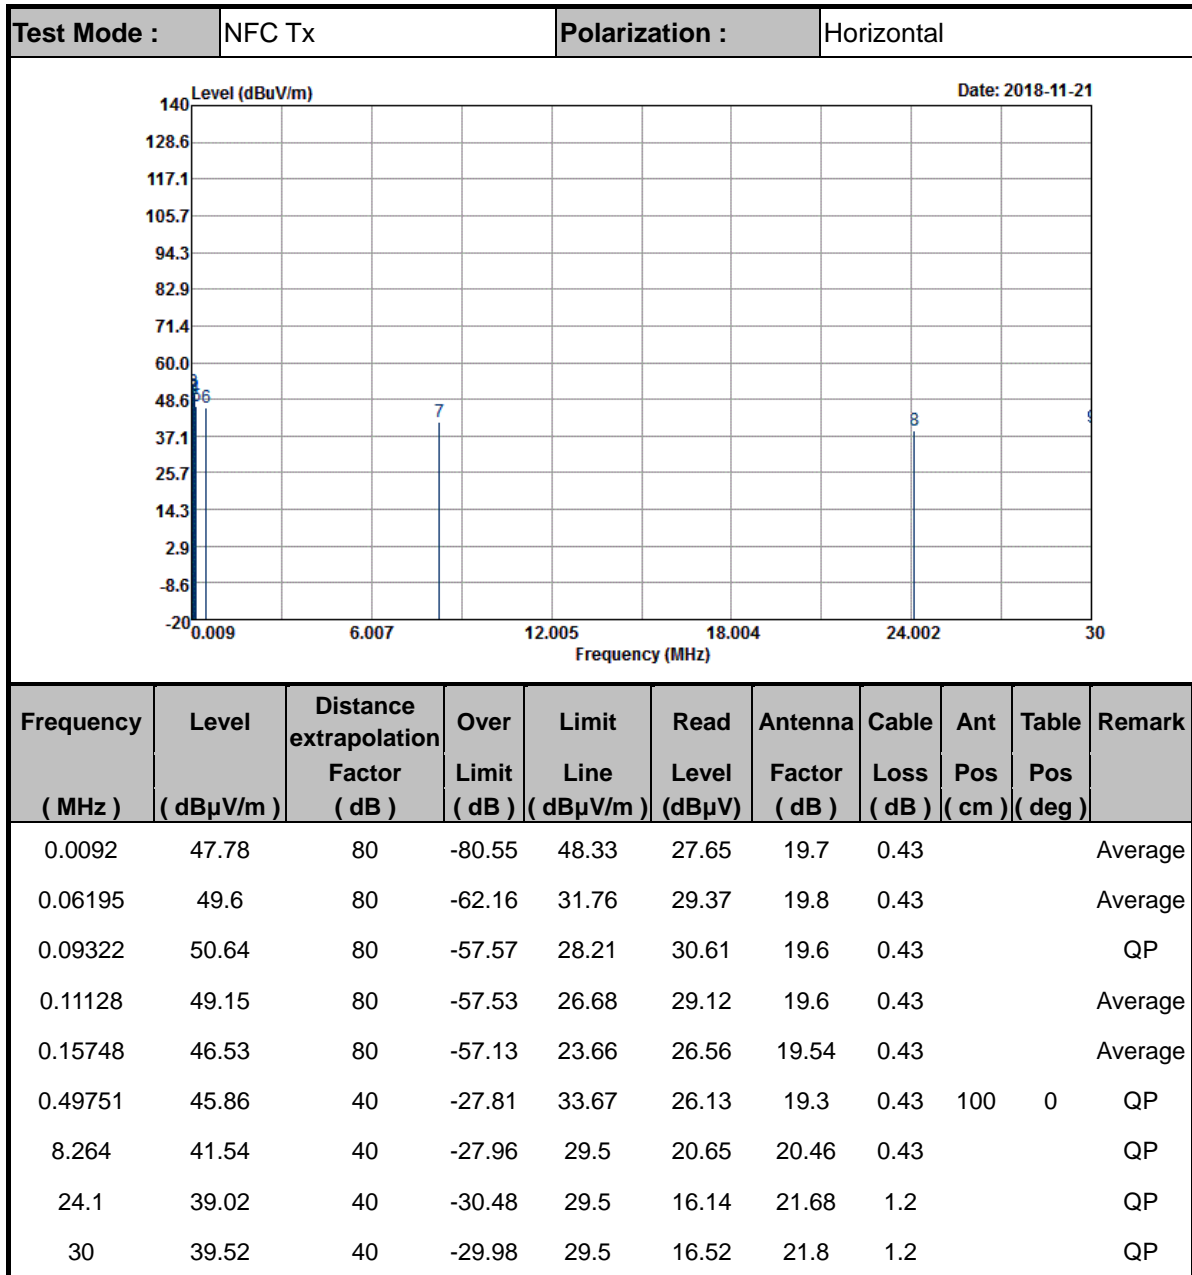 Test Mode : NFC Tx Polarization : Horizontal
Level (dBuV/m) Date: 2018-11-21
140
128.6
117.1
105.7
94.3
82.9
71.4
60.0
48.6
37.1
25.7
14.3
2.9
-8.6
-20
6
7
8
0.009 6.007 12.005 18.004 24.002 30
Frequency (MHz)
Frequency Level Distance extrapolation Over Limit Read Antenna Cable Ant Table Remark
Factor Limit Line Level Factor Loss Pos Pos
( MHz ) ( dBµV/m ) ( dB ) ( dB ) ( dBµV/m ) (dBµV) ( dB ) ( dB ) ( cm ) ( deg )
0.0092 47.78 80 -80.55 48.33 27.65 19.7 0.43 Average
0.06195 49.6 80 -62.16 31.76 29.37 19.8 0.43 Average
0.09322 50.64 80 -57.57 28.21 30.61 19.6 0.43 QP
0.11128 49.15 80 -57.53 26.68 29.12 19.6 0.43 Average
0.15748 46.53 80 -57.13 23.66 26.56 19.54 0.43 Average
0.49751 45.86 40 -27.81 33.67 26.13 19.3 0.43 100 0 QP
8.264 41.54 40 -27.96 29.5 20.65 20.46 0.43 QP
24.1 39.02 40 -30.48 29.5 16.14 21.68 1.2 QP
30 39.52 40 -29.98 29.5 16.52 21.8 1.2 QP